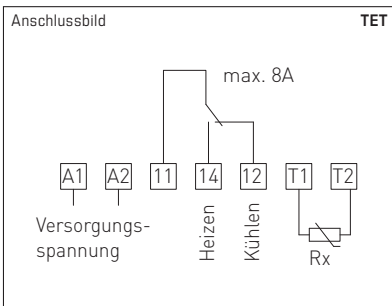 Anschlussbild TET
max. 8A
A1 A2 11 14 12 T1 T2
Versorgungs-
spannung
Heizen
Kühlen
Rx